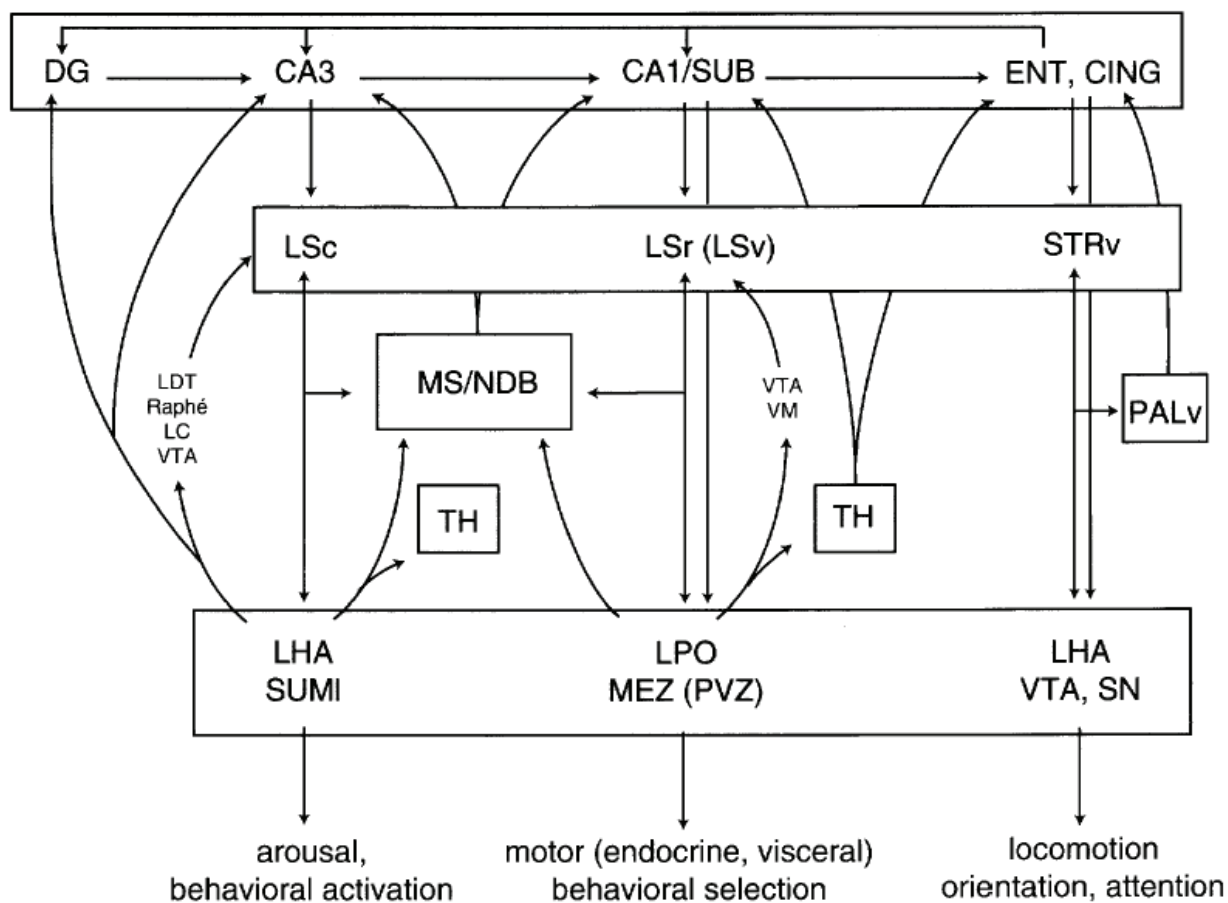 DG CA3 CA1/SUB ENT, CING
LSc LSr (LSv) STRv
MS/NDB
LDT
Raphé
LC
VTA
VTA
VM
PALv
TH
TH
LHA
SUMI
LPO
MEZ (PVZ)
LHA
VTA, SN
arousal,
behavioral activation
motor (endocrine, visceral)
behavioral selection
locomotion
orientation, attention